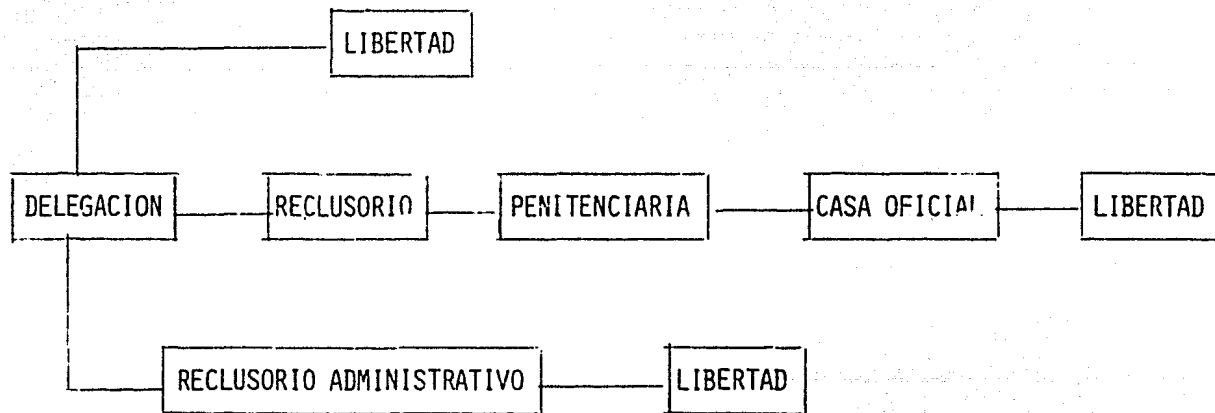 LIBERTAD
DELEGACION RECLUSORIO PENITENCIARIA CASA OFICIAL LIBERTAD
RECLUSORIO ADMINISTRATIVO LIBERTAD